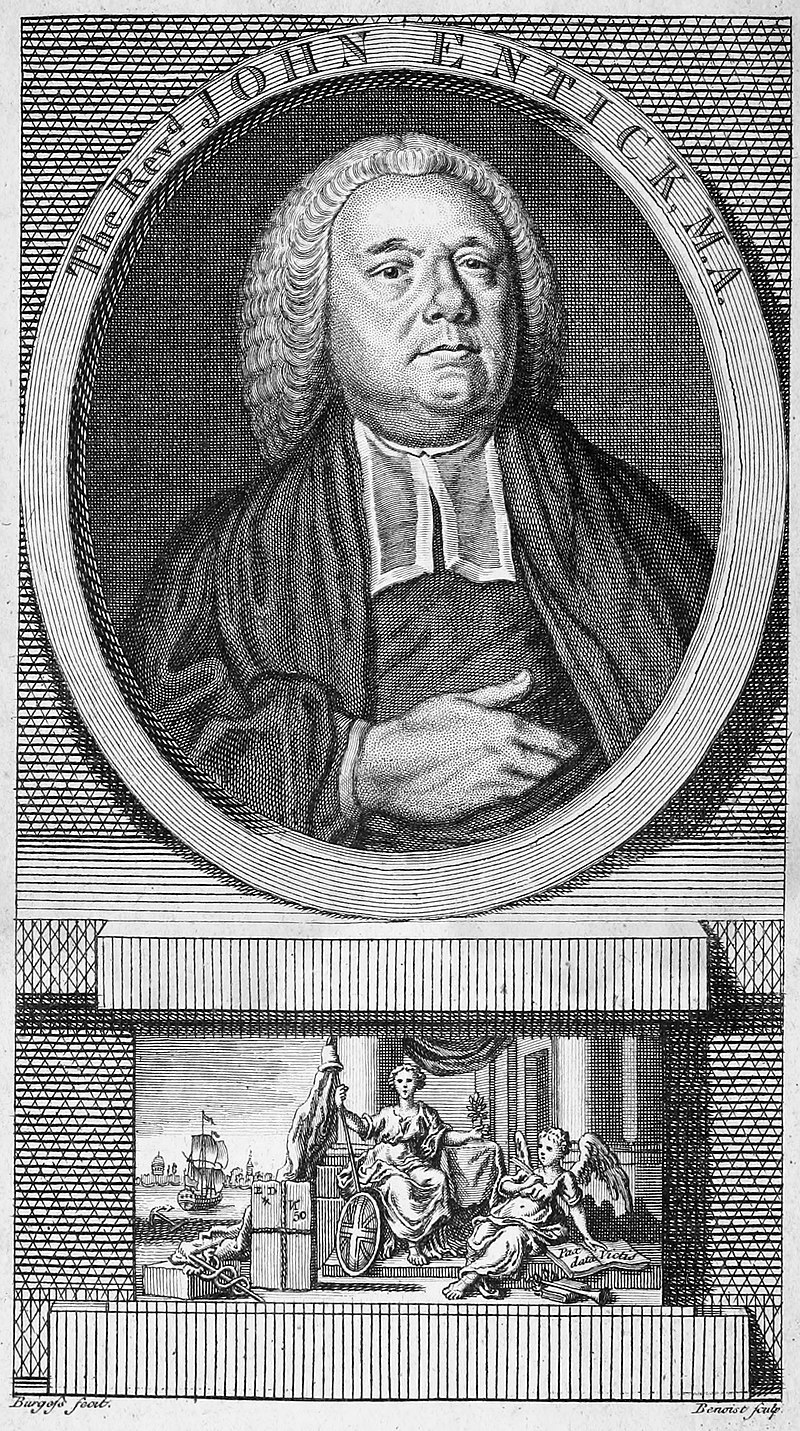 The Revd. JOHN ENTICK, M.A.
Pax
data Victis
Burgess fecit.
Benoist sculp.